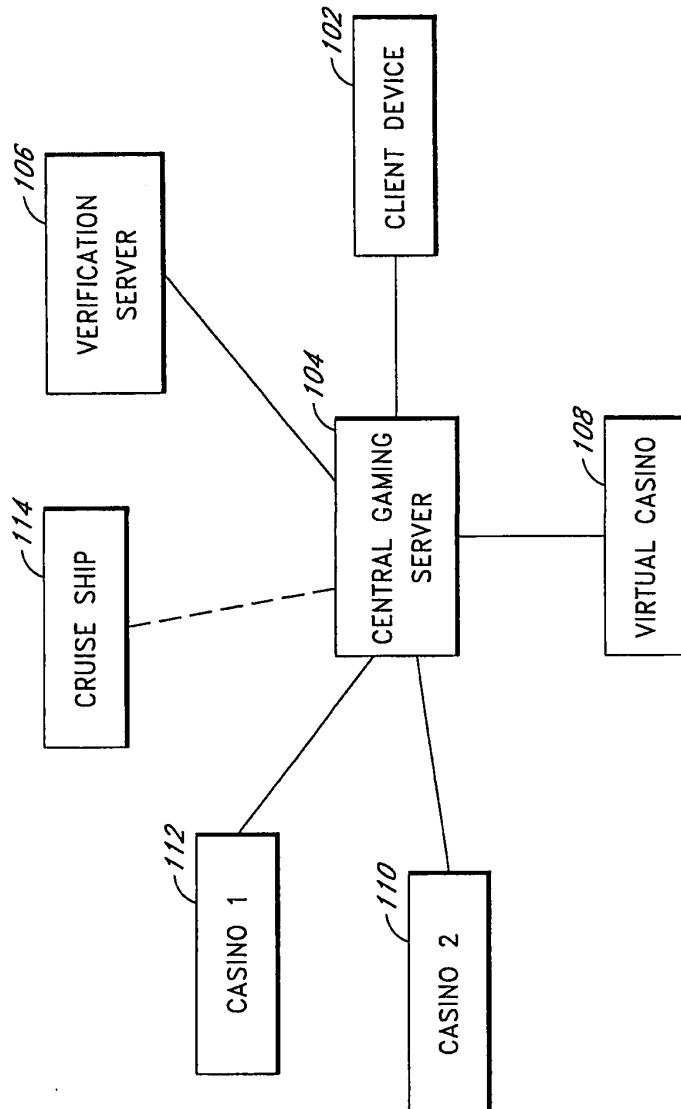 106
VERIFICATION
SERVER
102
CLIENT DEVICE
114
CRUISE SHIP
104
CENTRAL GAMING
SERVER
108
VIRTUAL CASINO
112
CASINO 1
110
CASINO 2